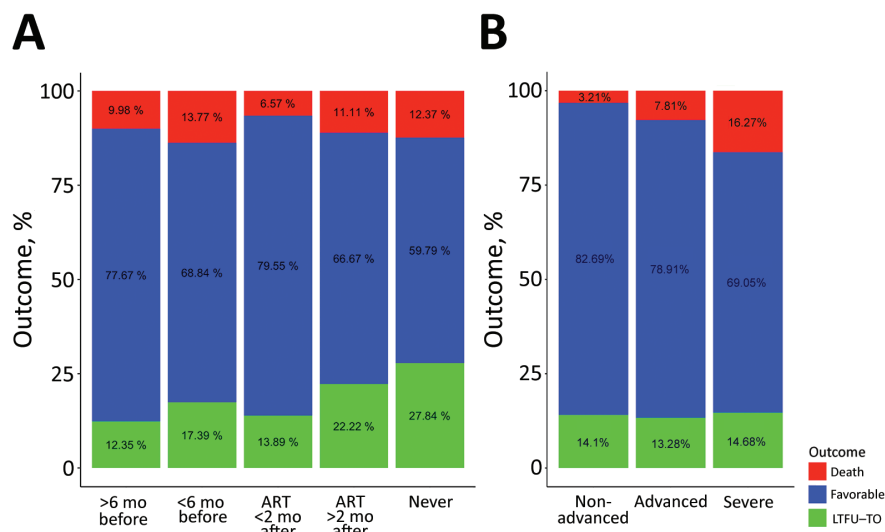 A
B
100
75
50
25
0
Outcome, %
9.98 %
13.77 %
6.57 %
11.11 %
12.37 %
77.67 %
68.84 %
79.55 %
66.67 %
59.79 %
12.35 %
17.39 %
13.89 %
22.22 %
27.84 %
>6 mo
before
<6 mo
before
ART
<2 mo
after
ART
>2 mo
after
Never
100
75
50
25
0
Outcome, %
3.21%
7.81%
16.27%
82.69%
78.91%
69.05%
14.1%
13.28%
14.68%
Non-
advanced
Advanced
Severe
Outcome
Death
Favorable
LTFU–TO